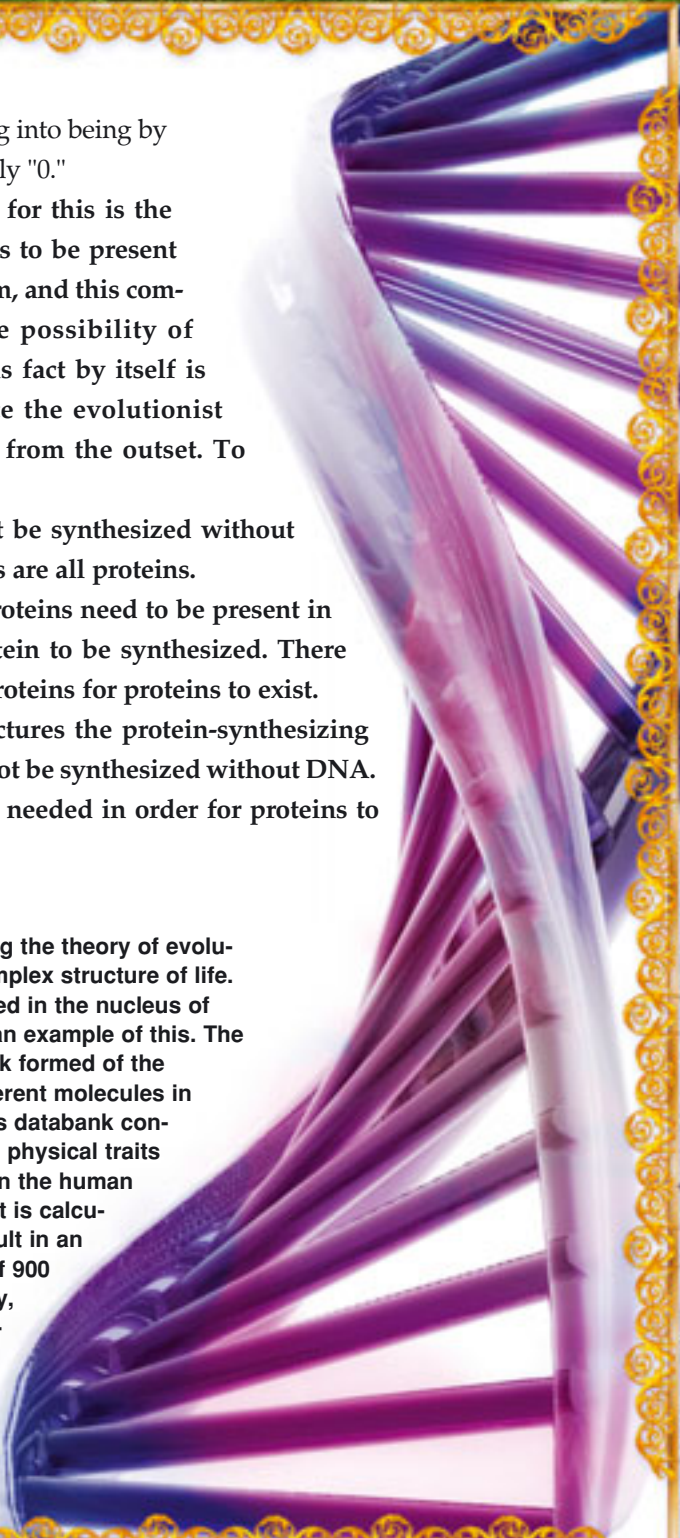 g into being by
ly "0."
for this is the
s to be present
n, and this com-
e possibility of
s fact by itself is
e the evolutionist
from the outset. To
t be synthesized without
s are all proteins.
roteins need to be present in
tein to be synthesized. There
roteins for proteins to exist.
ctures the protein-synthesizing
ot be synthesized without DNA.
needed in order for proteins to
g the theory of evolu-
mplex structure of life.
ed in the nucleus of
an example of this. The
k formed of the
erent molecules in
s databank con-
physical traits
n the human
t is calcu-
ult in an
f 900
y,